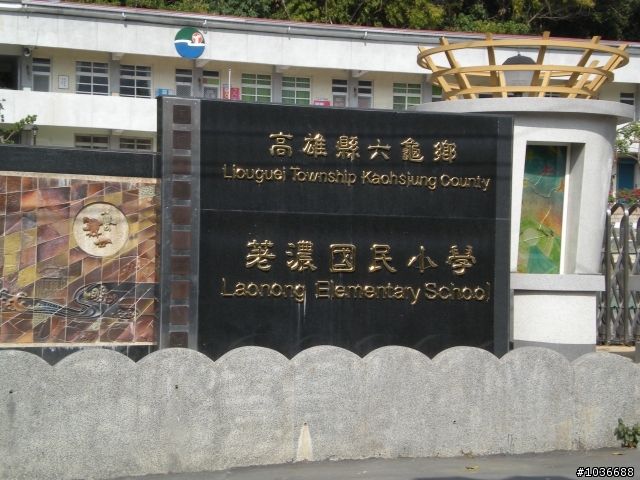 高雄縣六龜鄉
Liouguei Township Kaohsiung County
荖濃國民小學
Laonong Elementary School
#1036688